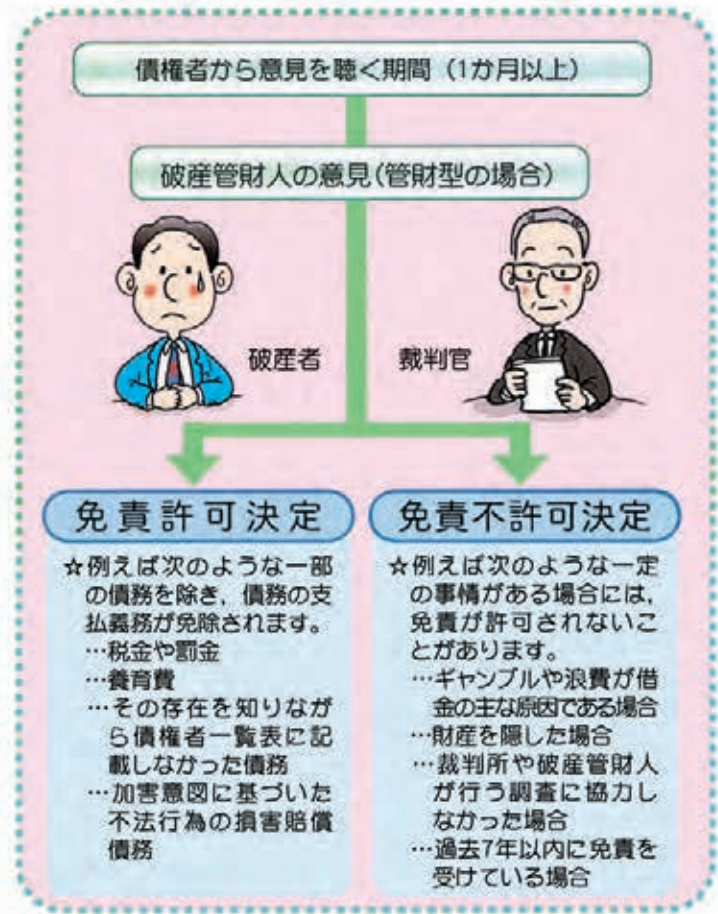 債権者から意見を聴く期間（1か月以上）
破産管財人の意見（管財型の場合）
破産者
裁判官
免責許可決定
☆例えば次のような一部
の債務を除き，債務の支
払義務が免除されます。
…税金や罰金
…養育費
…その存在を知りなが
ら債権者一覧表に記
載しなかった債務
…加害意図に基づいた
不法行為の損害賠償
債務
免責不許可決定
☆例えば次のような一定
の事情がある場合には，
免責が許可されないこ
とがあります。
…ギャンブルや浪費が借
金の主な原因である場合
…財産を隠した場合
…裁判所や破産管財人
が行う調査に協力し
なかった場合
…過去7年以内に免責を
受けている場合